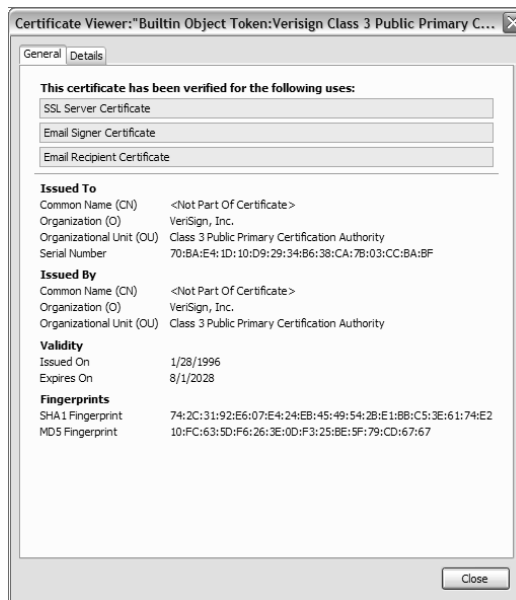 Certificate Viewer:"Builtin Object Token:Verisign Class 3 Public Primary C...
General Details
This certificate has been verified for the following uses:
SSL Server Certificate
Email Signer Certificate
Email Recipient Certificate
Issued To
Common Name (CN) <Not Part Of Certificate>
Organization (O) VeriSign, Inc.
Organizational Unit (OU) Class 3 Public Primary Certification Authority
Serial Number 70:BA:E4:1D:10:D9:29:34:B6:38:CA:7B:03:CC:BA:BF
Issued By
Common Name (CN) <Not Part Of Certificate>
Organization (O) VeriSign, Inc.
Organizational Unit (OU) Class 3 Public Primary Certification Authority
Validity
Issued On 1/28/1996
Expires On 8/1/2028
Fingerprints
SHA1 Fingerprint 74:2C:31:92:E6:07:E4:24:EB:45:49:54:2B:E1:BB:C5:3E:61:74:E2
MD5 Fingerprint 10:FC:63:5D:F6:26:3E:0D:F3:25:BE:5F:79:CD:67:67
Close